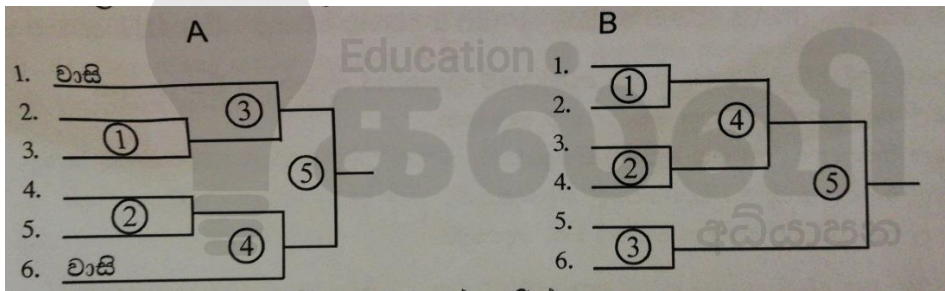 A
1. වාසි
2.
3.
4.
5.
6. වාසි
① ② ③ ④ ⑤
B
1.
2.
3.
4.
5.
6.
① ② ③ ④ ⑤
Education
கல்வி
අධ්‍යාපන